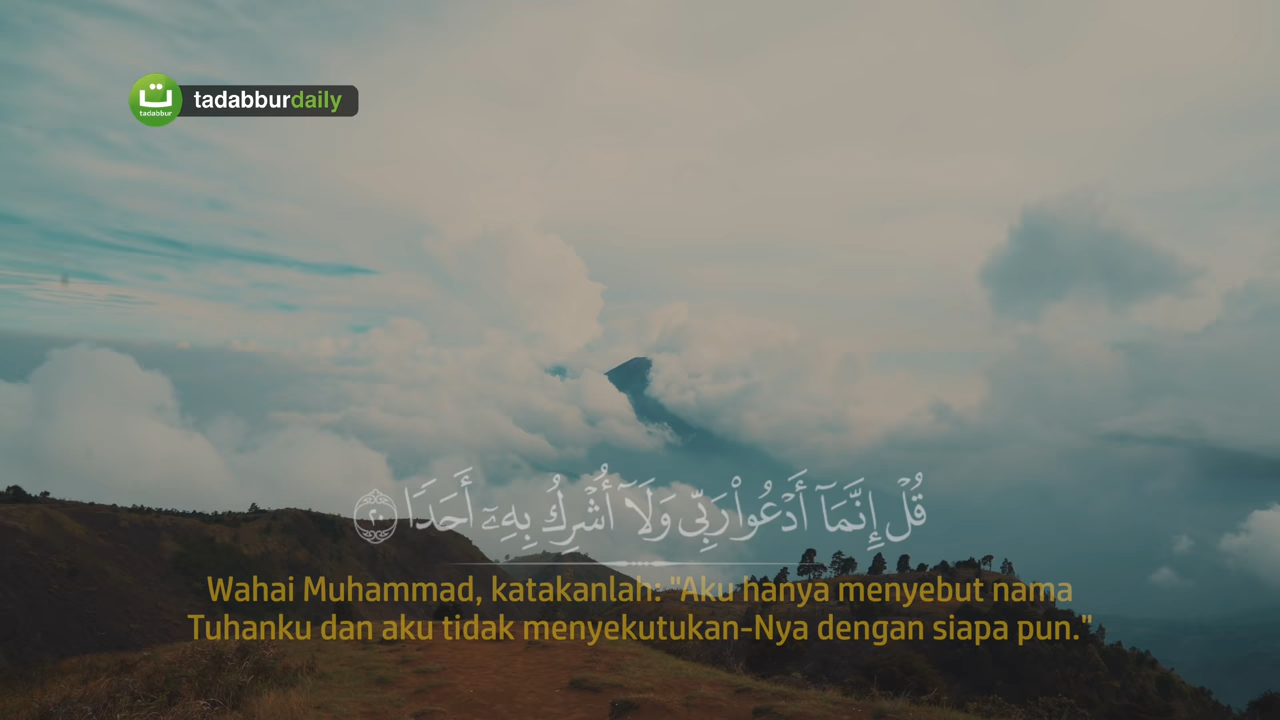 ت
tadabbur
tadabburdaily
قُلْ إِنَّمَآ أَدْعُوا۟ رَبِّى وَلَآ أُشْرِكُ بِهِۦٓ أَحَدًا ٢٠
Wahai Muhammad, katakanlah: "Aku hanya menyebut nama
Tuhanku dan aku tidak menyekutukan-Nya dengan siapa pun."